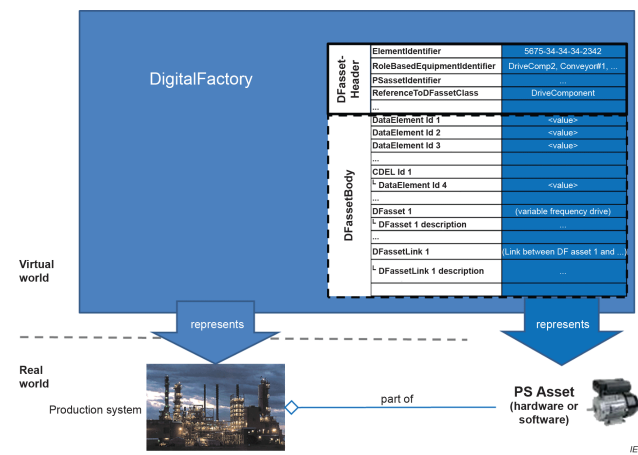 DigitalFactory
DFasset-
Header
ElementIdentifier 5675-34-34-34-2342
RoleBasedEquipmentIdentifier DriveComp2, Conveyor#1, ...
PSassetIdentifier ...
ReferenceToDFassetClass DriveComponent
...
DFassetBody
DataElement Id 1 <value>
DataElement Id 2 <value>
DataElement Id 3 <value>
...
CDEL Id 1
└ DataElement Id 4 <value>
...
DFasset 1 (variable frequency drive)
└ DFasset 1 description ...
...
DFassetLink 1 (Link between DF asset 1 and ...)
└ DFassetLink 1 description ...
Virtual
world
represents
represents
Real
world
Production system
part of
PS Asset
(hardware or
software)
IE